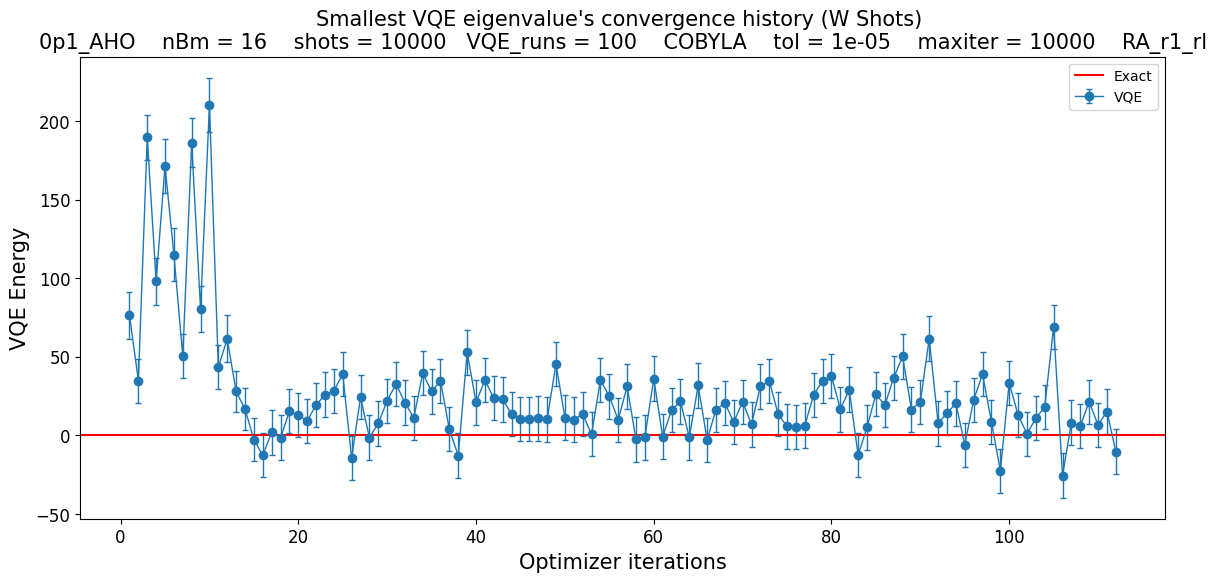 Smallest VQE eigenvalue's convergence history (W Shots)
0p1_AHO    nBm = 16    shots = 10000   VQE_runs = 100    COBYLA    tol = 1e-05    maxiter = 10000    RA_r1_rl
Exact
VQE
VQE Energy
200
150
100
50
0
−50
0 20 40 60 80 100
Optimizer iterations